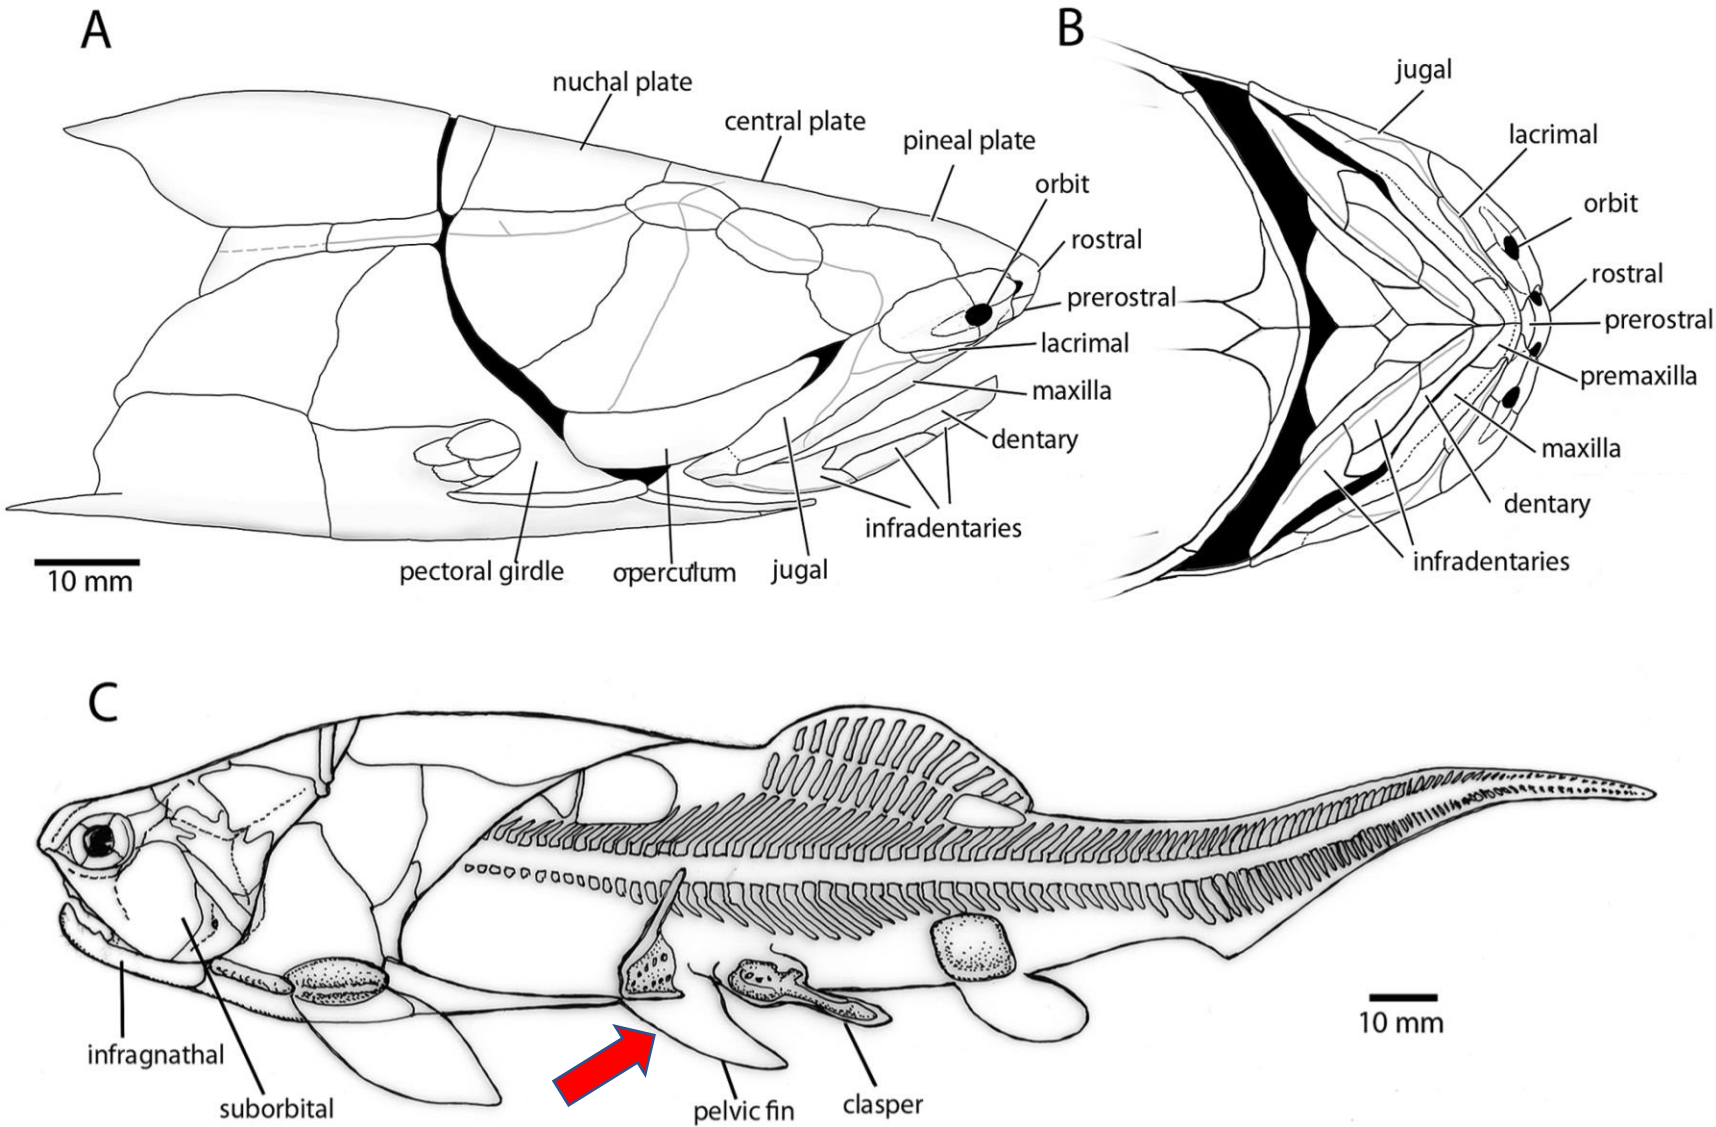 A
nuchal plate
central plate
pineal plate
orbit
rostral
prerostral
lacrimal
maxilla
dentary
infradentaries
jugal
operculum
pectoral girdle
10 mm
B
jugal
lacrimal
orbit
rostral
prerostral
premaxilla
maxilla
dentary
infradentaries
C
infragnathal
suborbital
pelvic fin
clasper
10 mm